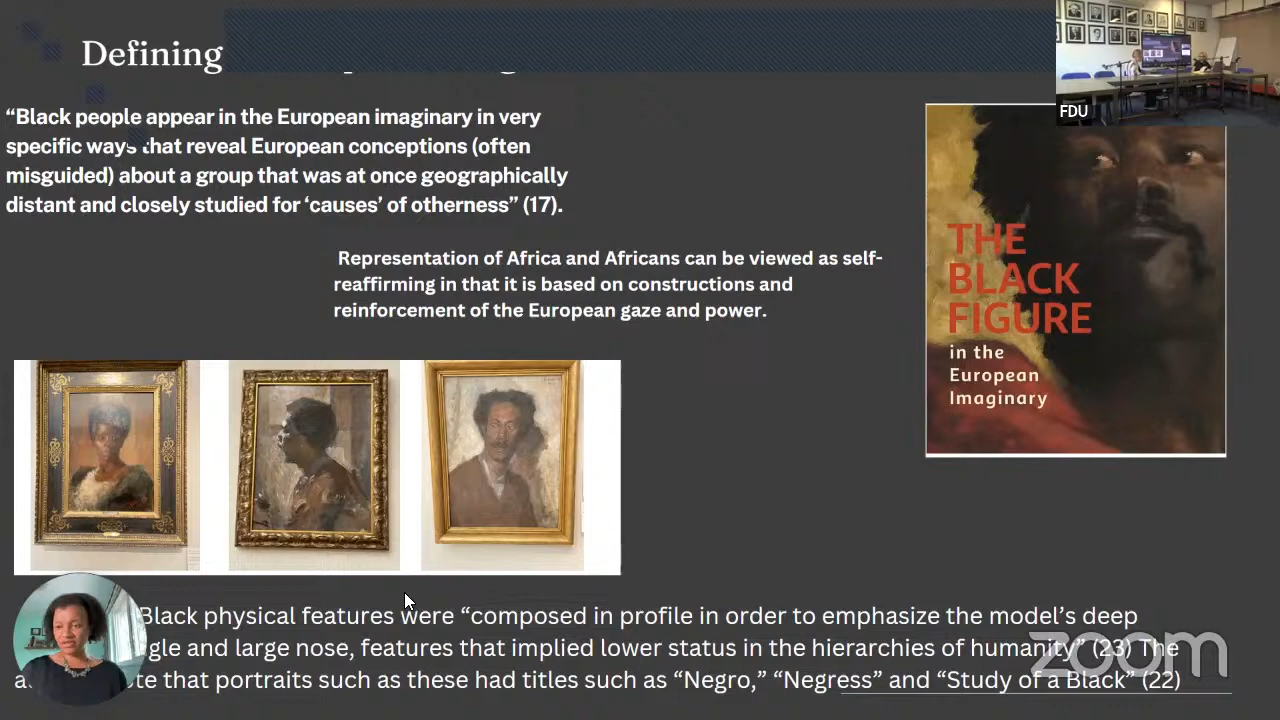 Defining
FDU
“Black people appear in the European imaginary in very
specific ways that reveal European conceptions (often
misguided) about a group that was at once geographically
distant and closely studied for ‘causes’ of otherness” (17).
Representation of Africa and Africans can be viewed as self-
reaffirming in that it is based on constructions and
reinforcement of the European gaze and power.
THE
BLACK
FIGURE
in the
European
Imaginary
Black physical features were “composed in profile in order to emphasize the model’s deep
and large nose, features that implied lower status in the hierarchies of humanity” (23) The
that portraits such as these had titles such as “Negro,” “Negress” and “Study of a Black” (22)
zoom